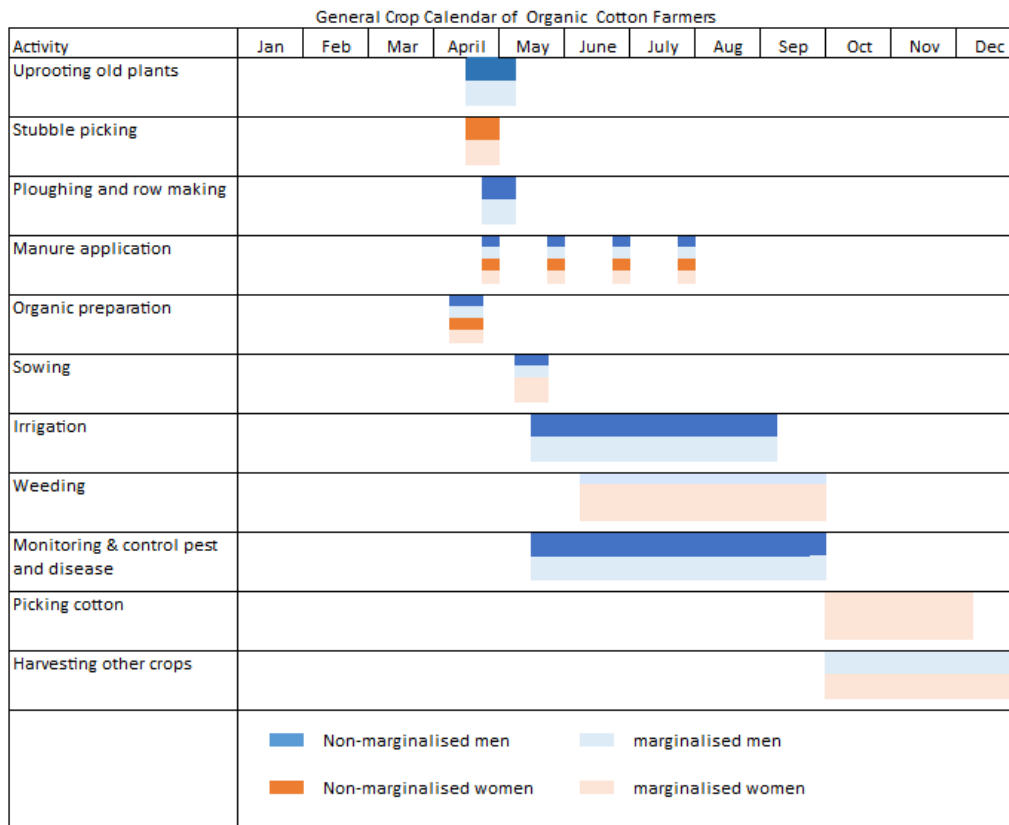 General Crop Calendar of Organic Cotton Farmers
Activity Jan Feb Mar April May June July Aug Sep Oct Nov Dec
Uprooting old plants
Stubble picking
Ploughing and row making
Manure application
Organic preparation
Sowing
Irrigation
Weeding
Monitoring & control pest
and disease
Picking cotton
Harvesting other crops
Non-marginalised men marginalised men
Non-marginalised women marginalised women